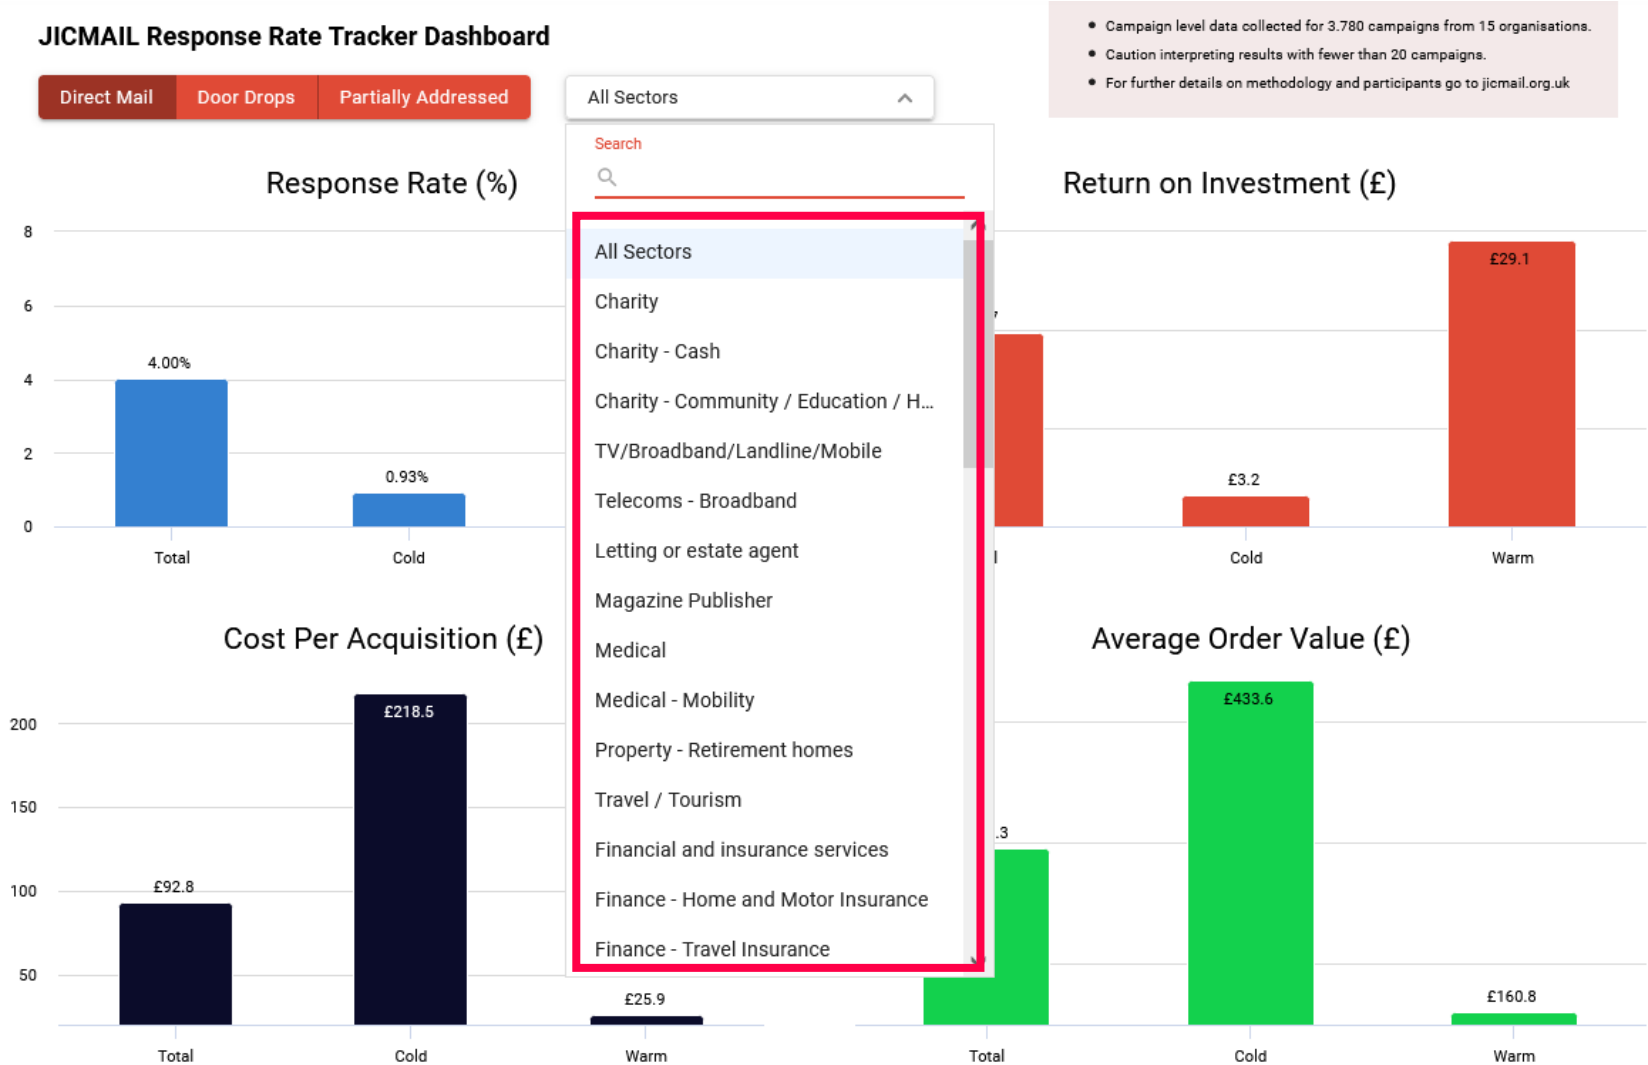 JICMAIL Response Rate Tracker Dashboard
Campaign level data collected for 3.780 campaigns from 15 organisations.
Caution interpreting results with fewer than 20 campaigns.
For further details on methodology and participants go to jicmail.org.uk
Direct Mail
Door Drops
Partially Addressed
All Sectors
Search
All Sectors
Charity
Charity - Cash
Charity - Community / Education / H...
TV/Broadband/Landline/Mobile
Telecoms - Broadband
Letting or estate agent
Magazine Publisher
Medical
Medical - Mobility
Property - Retirement homes
Travel / Tourism
Financial and insurance services
Finance - Home and Motor Insurance
Finance - Travel Insurance
Response Rate (%)
8
6
4
2
0
4.00%
0.93%
Total
Cold
Return on Investment (£)
£3.2
£29.1
Cold
Warm
Cost Per Acquisition (£)
200
150
100
50
£92.8
£218.5
£25.9
Total
Cold
Warm
Average Order Value (£)
.3
£433.6
£160.8
Total
Cold
Warm